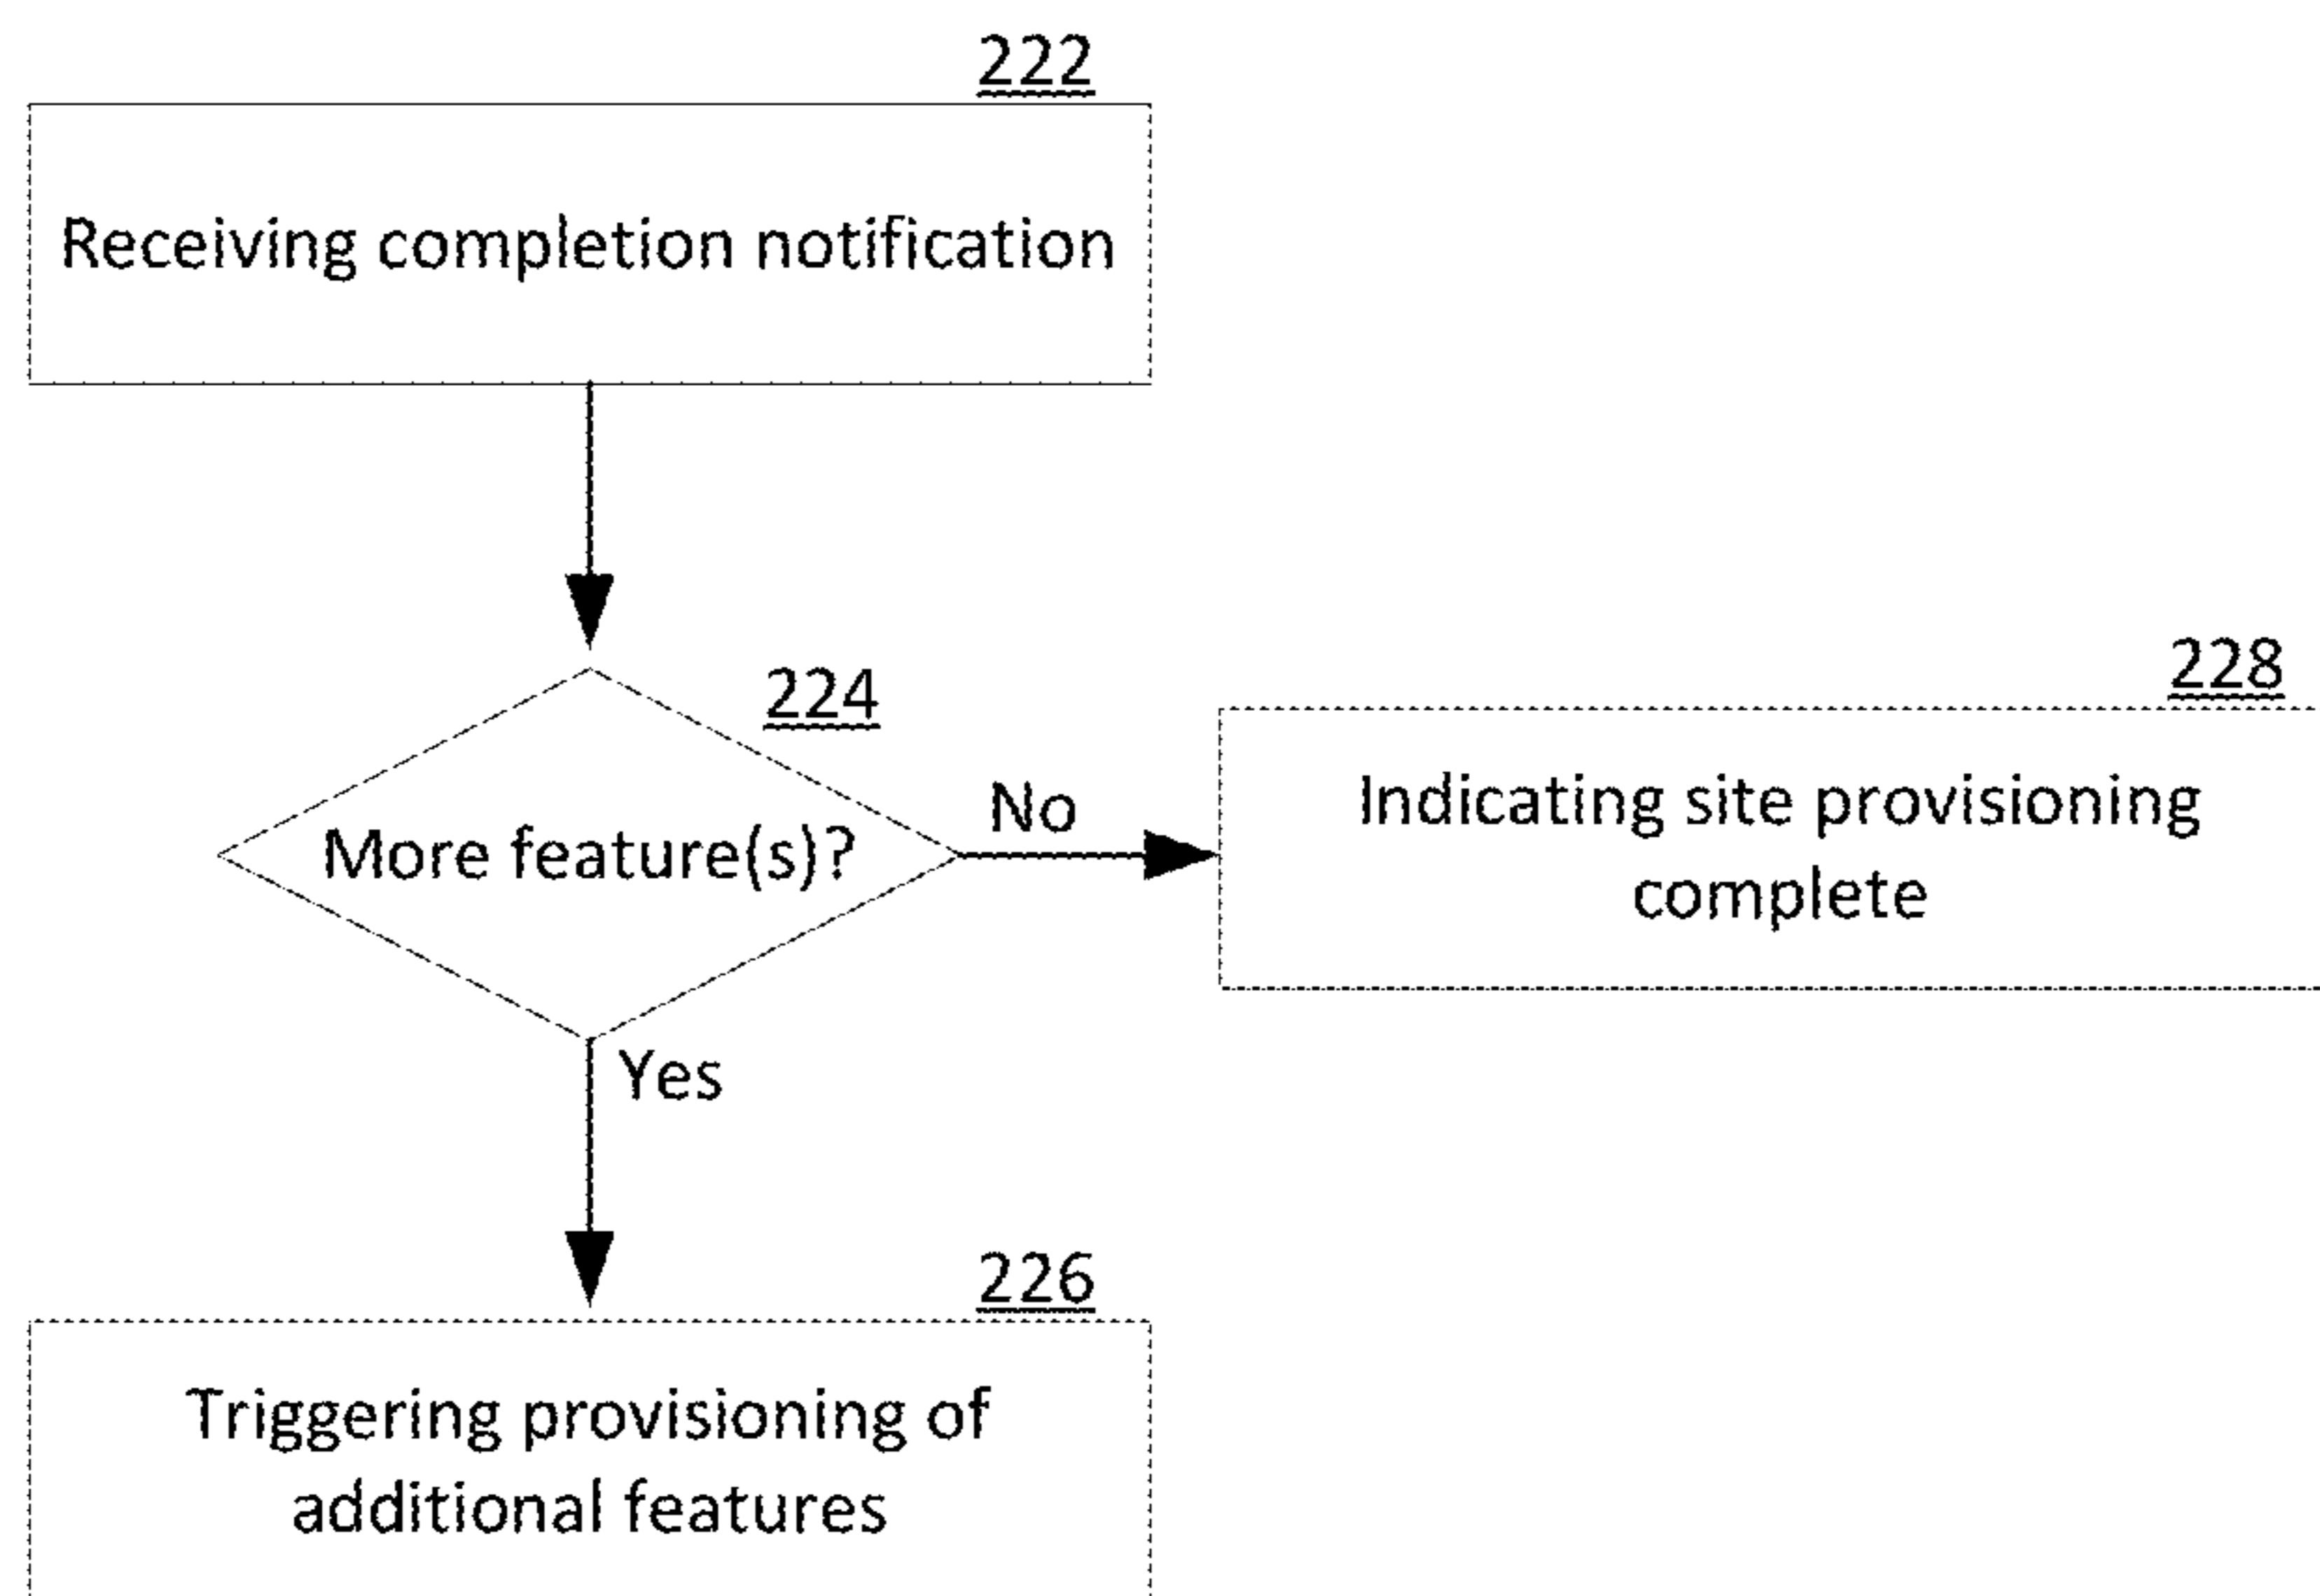 222
Receiving completion notification
224
More feature(s)?
No
228
Indicating site provisioning
complete
Yes
226
Triggering provisioning of
additional features